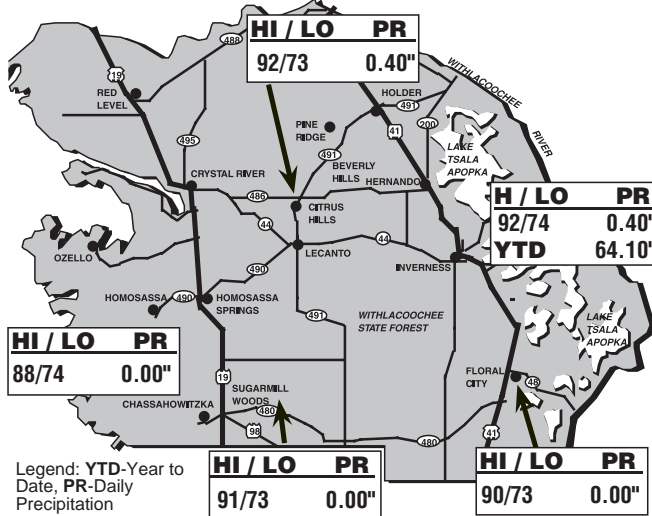 HI / LO PR
92/73 0.40"
488
19
RED
LEVEL
WITHLACOOCHEE
RIVER
HOLDER
491
PINE
RIDGE
41
200
495
491
BEVERLY
HILLS
LAKE
TSALA
APOPKA
CRYSTAL RIVER
HERNANDO
486
H / LO PR
92/74 0.40"
YTD 64.10"
CITRUS
HILLS
44
44
OZELLO
LECANTO
INVERNESS
490
HOMOSASSA
490
HOMOSASSA
SPRINGS
491
WITHLACOOCHEE
STATE FOREST
LAKE
TSALA
APOPKA
HI / LO PR
88/74 0.00"
19
SUGARMILL
WOODS
FLORAL
CITY
48
CHASSAHOWITZKA
480
98
480
41
HI / LO PR
91/73 0.00"
HI / LO PR
90/73 0.00"
Legend: YTD-Year to
Date, PR-Daily
Precipitation